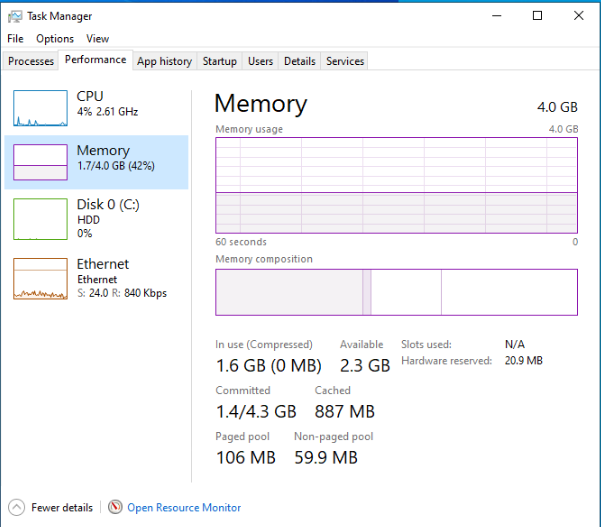 Task Manager
File Options View
Processes Performance App history Startup Users Details Services
CPU
4% 2.61 GHz
Memory
1.7/4.0 GB (42%)
Disk 0 (C:)
HDD
0%
Ethernet
Ethernet
S: 24.0 R: 840 Kbps
Memory 4.0 GB
Memory usage 4.0 GB
60 seconds 0
Memory composition
In use (Compressed) Available Slots used: N/A
1.6 GB (0 MB) 2.3 GB Hardware reserved: 20.9 MB
Committed Cached
1.4/4.3 GB 887 MB
Paged pool Non-paged pool
106 MB 59.9 MB
Fewer details Open Resource Monitor